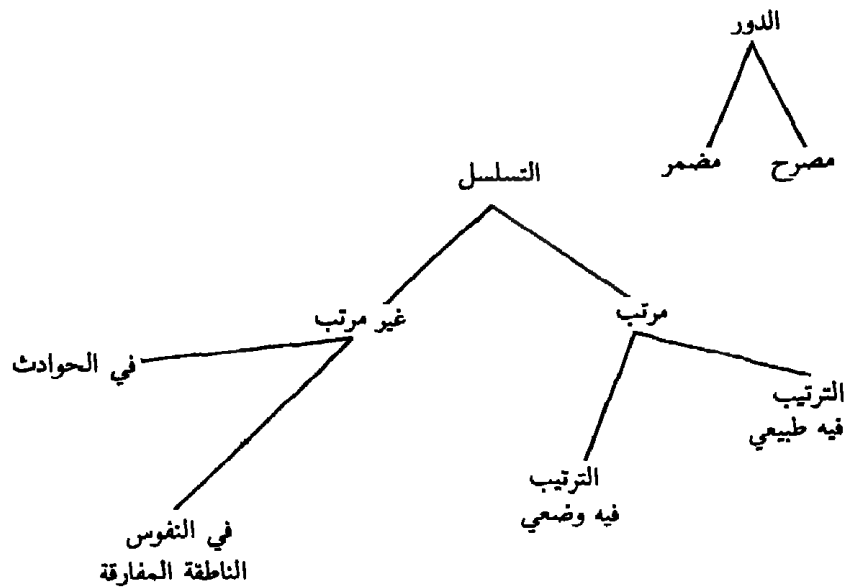 الدور
مصرح
مضمر
التسلسل
مرتب
غير مرتب
الترتيب
فيه طبيعي
الترتيب
فيه وضعي
في الحوادث
في النفوس
الناطقة المفارقة